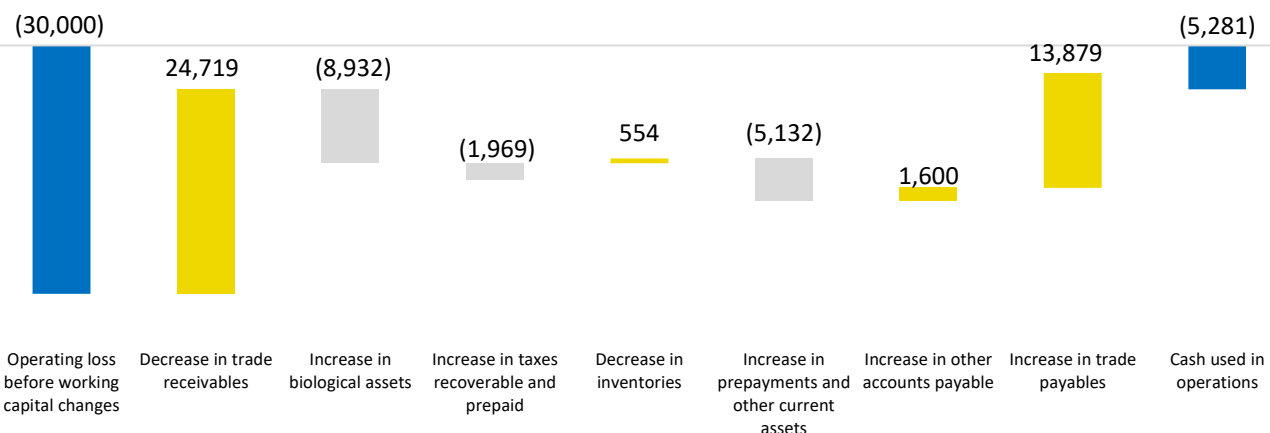 (30,000)
24,719
(8,932)
(1,969)
554
(5,132)
1,600
13,879
(5,281)
Operating loss
before working
capital changes
Decrease in trade
receivables
Increase in
biological assets
Increase in taxes
recoverable and
prepaid
Decrease in
inventories
Increase in
prepayments and
other current
assets
Increase in other
accounts payable
Increase in trade
payables
Cash used in
operations